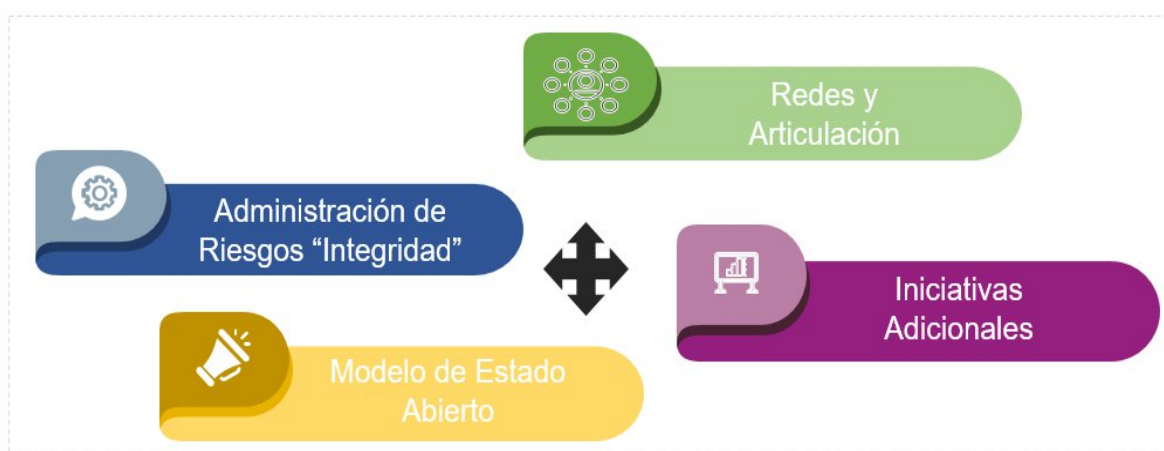 Redes y
Articulación
Administración de
Riesgos “Integridad”
Iniciativas
Adicionales
Modelo de Estado
Abierto